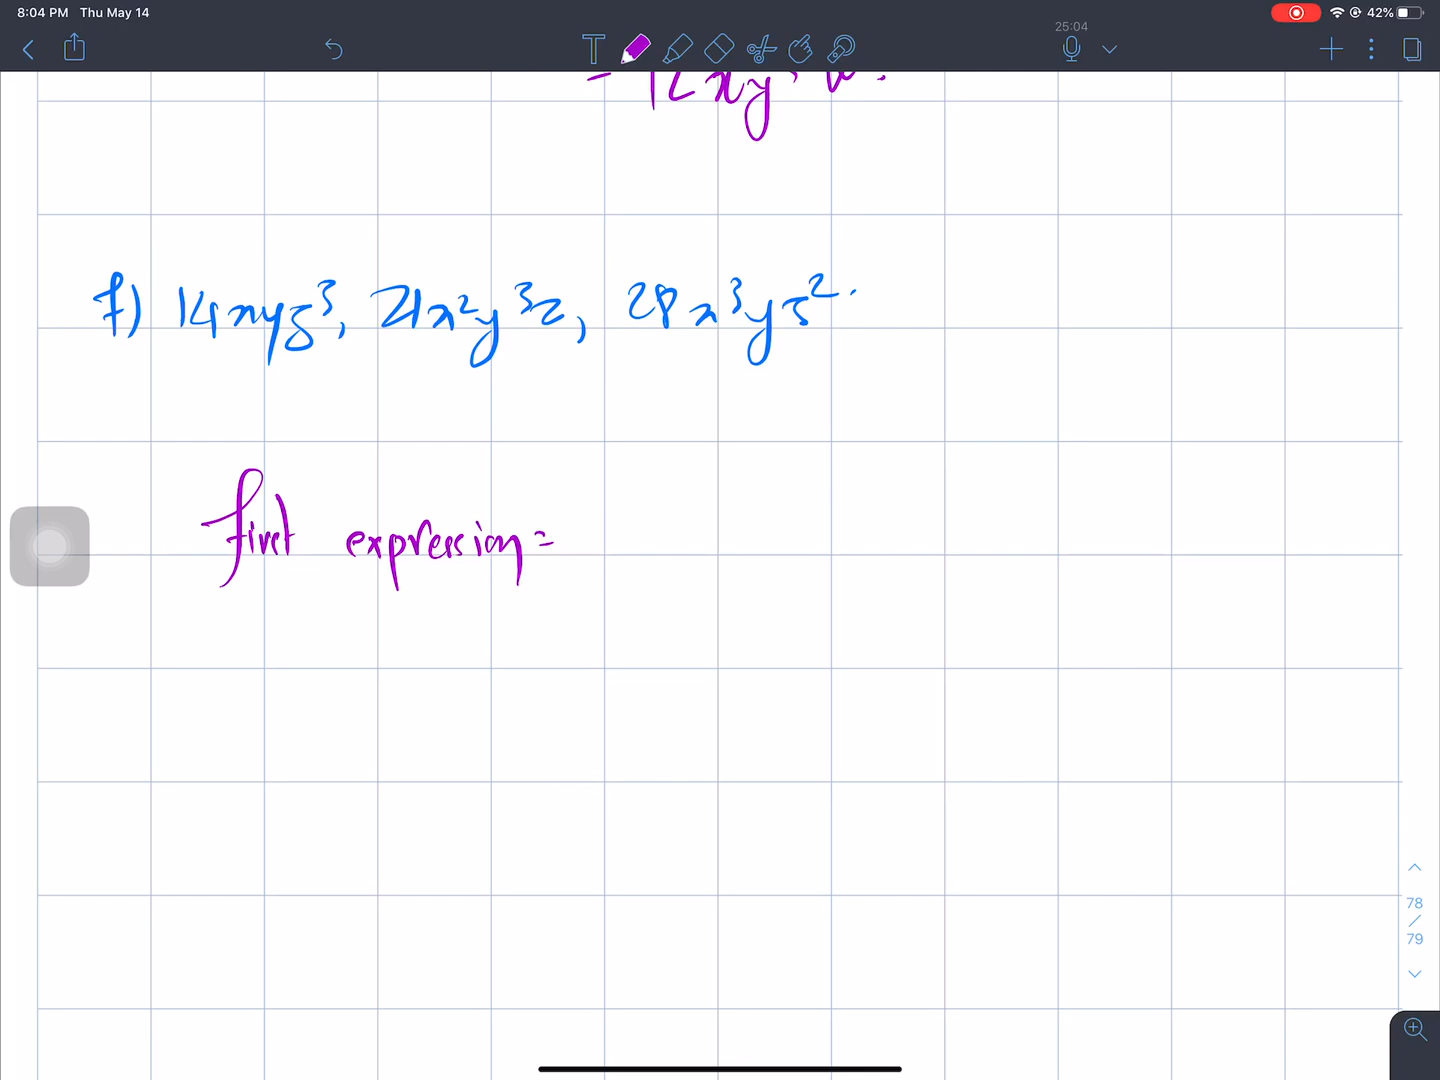 8:04 PM Thu May 14
42%
25:04
T
f) 14xyz³, 21x²y³z, 28x³yz².
First expression =
78
/
79